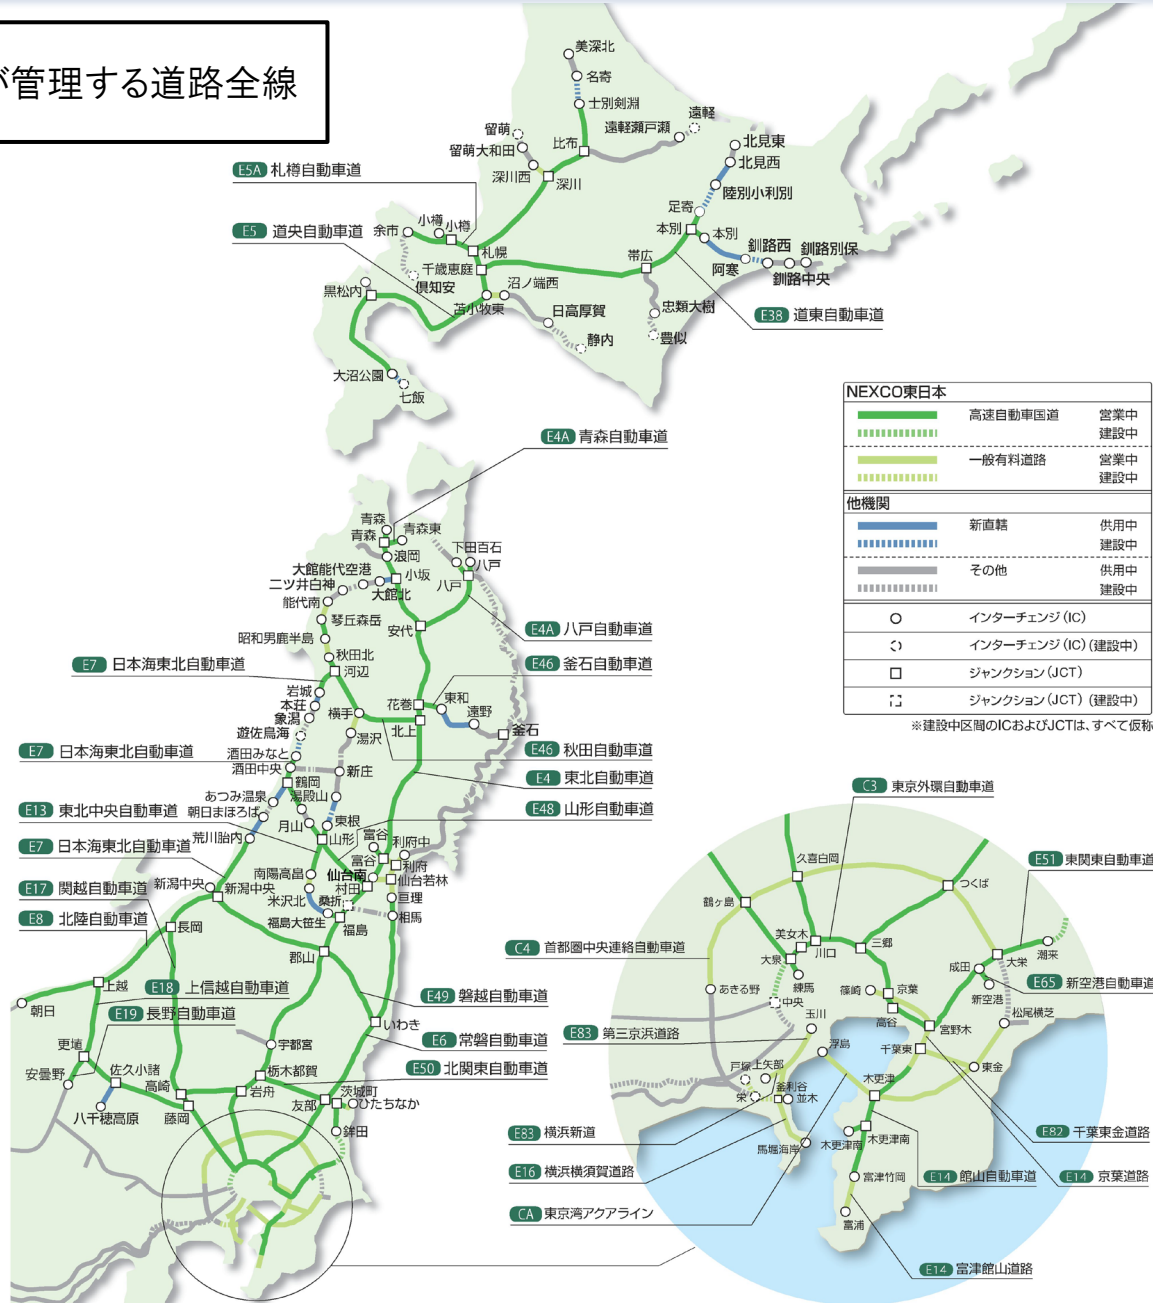 が管理する道路全線
美深北
名寄
士別剣淵
遠軽
遠軽瀬戸瀬
留萌
留萌大和田
比布
北見東
北見西
深川西
深川
陸別小利別
E5A 札樽自動車道
足寄
小樽
小樽
余市
E5 道央自動車道
本別
本別
札幌
釧路西
釧路別保
帯広
千歳恵庭
阿寒
釧路中央
倶知安
沼ノ端西
黒松内
苫小牧東
日高厚賀
忠類大樹
E38 道東自動車道
静内
豊似
大沼公園
七飯
NEXCO東日本
高速自動車国道 営業中
建設中
一般有料道路 営業中
建設中
他機関
新直轄 供用中
建設中
その他 供用中
建設中
インターチェンジ(IC)
インターチェンジ(IC)(建設中)
ジャンクション(JCT)
ジャンクション(JCT)(建設中)
※建設中区間のICおよびJCTは、すべて仮称
E4A 青森自動車道
青森
青森東
青森
浪岡
下田百石
八戸
八戸
大館能代空港
小坂
二ツ井白神
大館北
能代南
琴丘森岳
安代
E4A 八戸自動車道
昭和男鹿半島
秋田北
E7 日本海東北自動車道
河辺
E46 釜石自動車道
岩城
本荘
花巻
東和
象潟
横手
遠野
北上
釜石
遊佐鳥海
湯沢
E7 日本海東北自動車道
酒田みなと
E46 秋田自動車道
酒田中央
新庄
E4 東北自動車道
鶴岡
あつみ温泉
湯殿山
E13 東北中央自動車道
朝日まほろば
E48 山形自動車道
月山
東根
荒川胎内
山形
富谷
利府中
E7 日本海東北自動車道
富谷
利府
南陽高畠
仙台南
仙台若林
E17 関越自動車道
新潟中央
新潟中央
村田
米沢北
桑折
亘理
E8 北陸自動車道
福島大笹生
福島
相馬
長岡
郡山
上越
E18 上信越自動車道
E49 磐越自動車道
朝日
E19 長野自動車道
いわき
E6 常磐自動車道
更埴
宇都宮
E50 北関東自動車道
安曇野
佐久小諸
栃木都賀
高崎
岩舟
茨城町
八千穂高原
藤岡
友部
ひたちなか
鉾田
C3 東京外環自動車道
E51 東関東自動車道
久喜白岡
つくば
鶴ヶ島
美女木
川口
三郷
C4 首都圏中央連絡自動車道
大泉
大栄
潮来
成田
練馬
あきる野
篠崎
京葉
新空港
E65 新空港自動車道
中央
高谷
松尾横芝
玉川
宮野木
E83 第三京浜道路
浮島
千葉東
戸塚
上矢部
東金
木更津
栄
釜利谷
並木
E83 横浜新道
馬堀海岸
木更津南
木更津南
E82 千葉東金道路
E16 横浜横須賀道路
富津竹岡
E14 館山自動車道
E14 京葉道路
CA 東京湾アクアライン
富浦
E14 富津館山道路